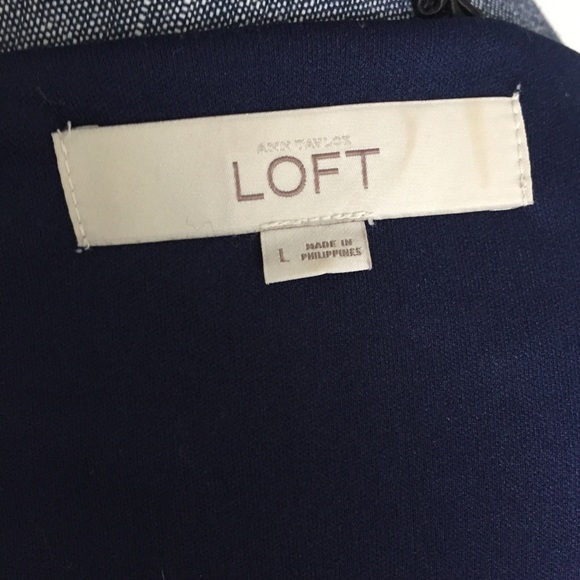 ANN TAYLOR
LOFT
L
MADE IN
PHILIPPINES